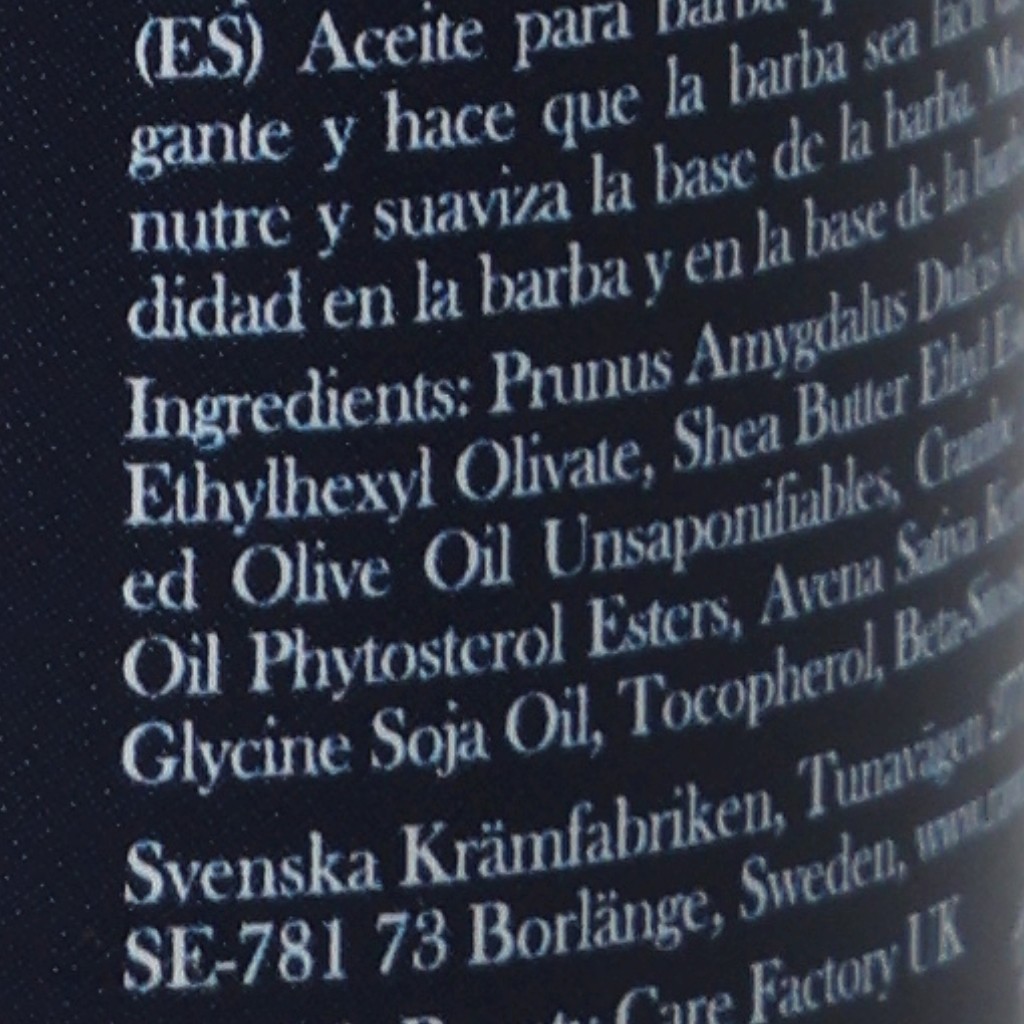 (ES) Aceite para barba
gante y hace que la barba sea
nutre y suaviza la base de la barba.
didad en la barba y en la base de la
Ingredients: Prunus Amygdalus Dulcis
Ethylhexyl Olivate, Shea Butter Ethyl
ed Olive Oil Unsaponifiables,
Oil Phytosterol Esters, Avena Sativa
Glycine Soja Oil, Tocopherol,
Svenska Krämfabriken, Tunavägen
SE-781 73 Borlänge, Sweden,
Care Factory UK